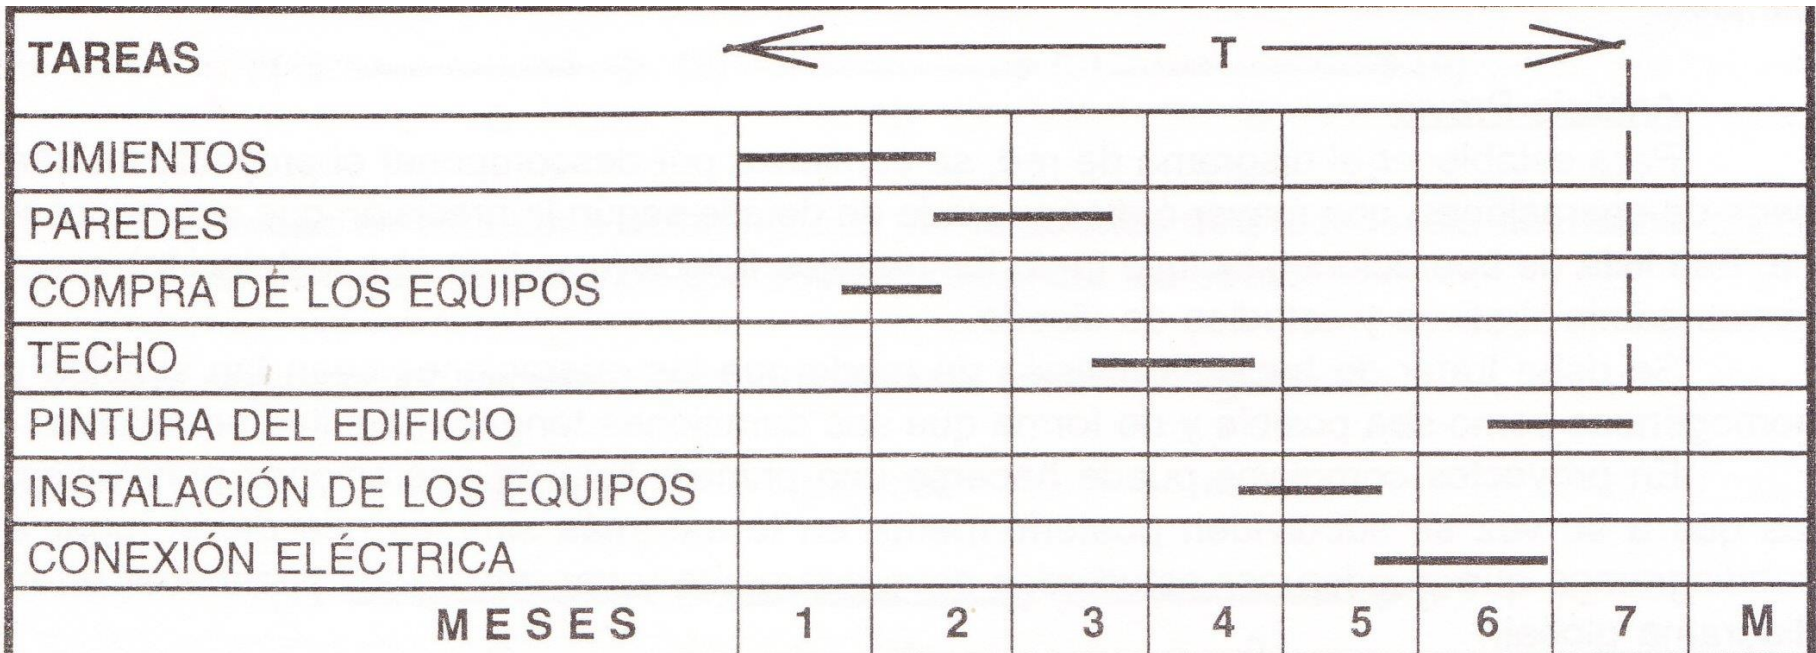 TAREAS T
CIMIENTOS
PAREDES
COMPRA DE LOS EQUIPOS
TECHO
PINTURA DEL EDIFICIO
INSTALACIÓN DE LOS EQUIPOS
CONEXIÓN ELÉCTRICA
MESES 1 2 3 4 5 6 7 M